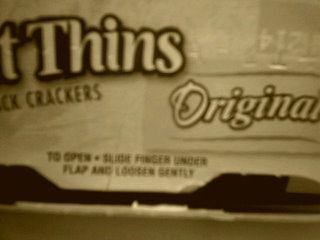 t Thins
CK CRACKERS
Original
TO OPEN • SLIDE FINGER UNDER
FLAP AND LOOSEN GENTLY